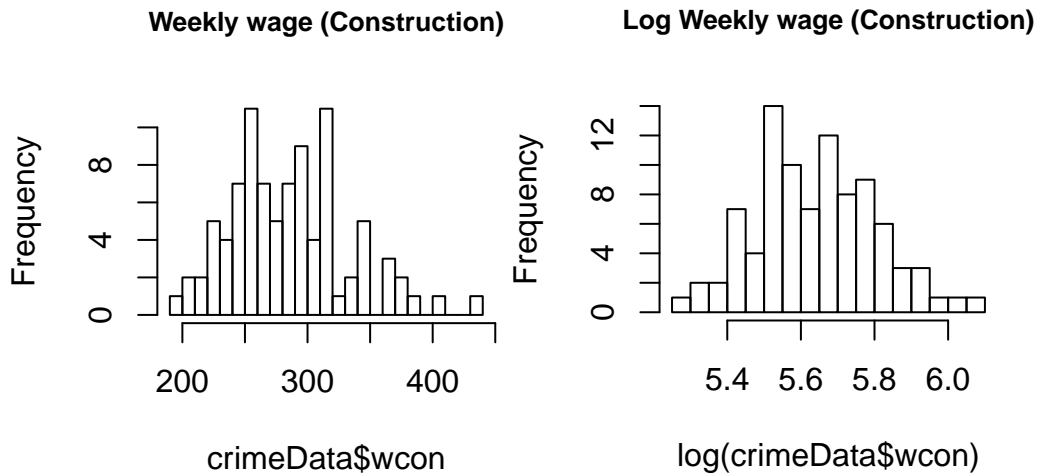 Weekly wage (Construction)
Frequency
0
4
8
200
300
400
crimeData$wcon
Log Weekly wage (Construction)
Frequency
0
4
8
12
5.4
5.6
5.8
6.0
log(crimeData$wcon)